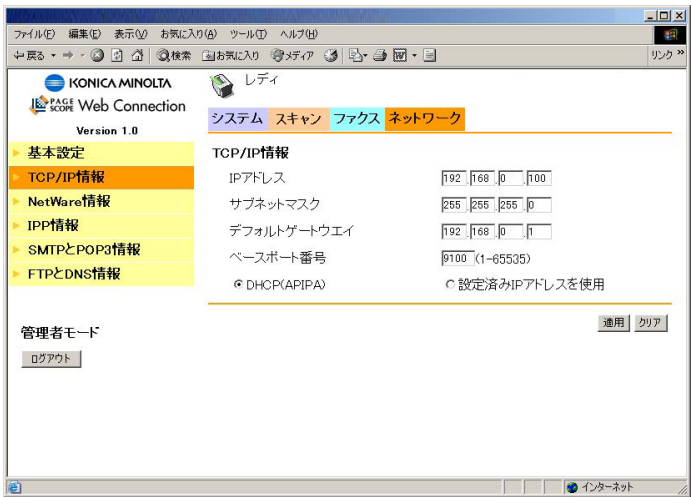 ファイル(F) 編集(E) 表示(V) お気に入り(A) ツール(T) ヘルプ(H)
戻る 検索 お気に入り メディア リンク »
KONICA MINOLTA
PAGE SCOPE Web Connection
Version 1.0
レディ
システム スキャン ファクス ネットワーク
基本設定
TCP/IP情報
NetWare情報
IPP情報
SMTPとPOP3情報
FTPとDNS情報
管理者モード
ログアウト
TCP/IP情報
IPアドレス 192 .168 .0 .100
サブネットマスク 255 .255 .255 .0
デフォルトゲートウエイ 192 .168 .0 .1
ベースポート番号 9100 (1-65535)
DHCP(APIPA) 設定済みIPアドレスを使用
適用 クリア
インターネット